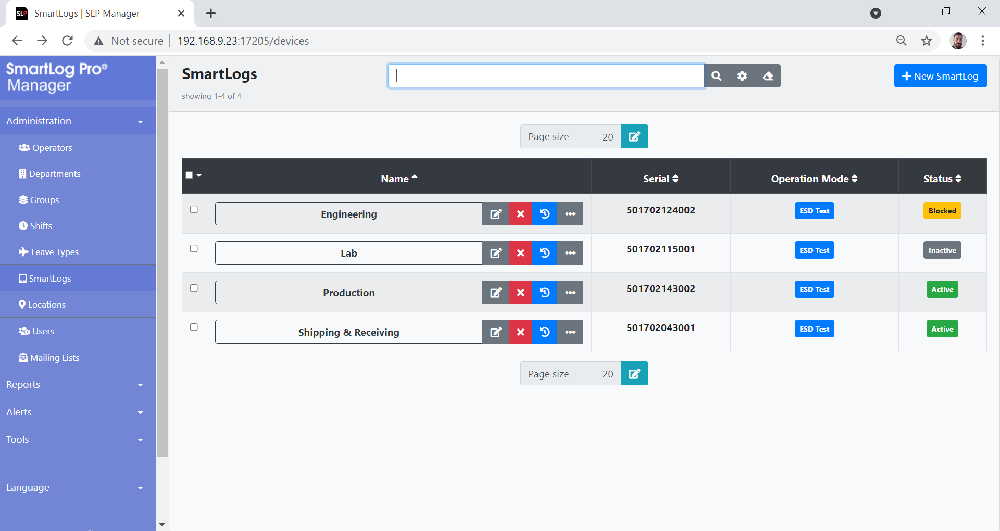 SLP
SmartLogs | SLP Manager
Not secure
192.168.9.23:17205/devices
SmartLog Pro®
Manager
Administration
Operators
Departments
Groups
Shifts
Leave Types
SmartLogs
Locations
Users
Mailing Lists
Reports
Alerts
Tools
Language
SmartLogs
showing 1-4 of 4
New SmartLog
Page size 20
Name Serial Operation Mode Status
Engineering 501702124002 ESD Test Blocked
Lab 501702115001 ESD Test Inactive
Production 501702143002 ESD Test Active
Shipping & Receiving 501702043001 ESD Test Active
Page size 20